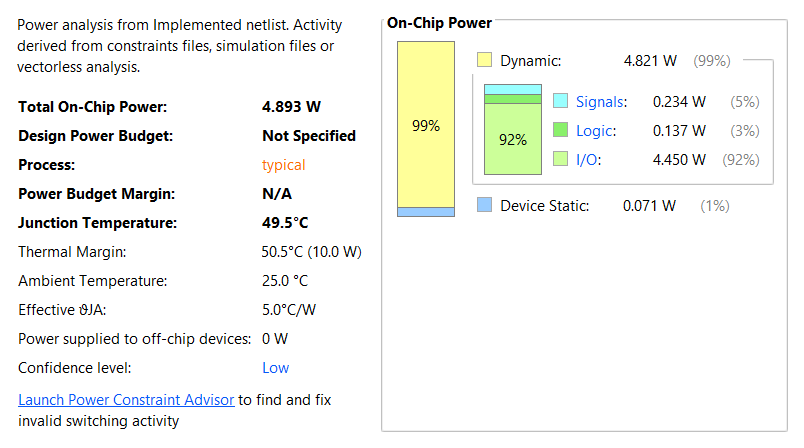 Power analysis from Implemented netlist. Activity
derived from constraints files, simulation files or
vectorless analysis.
Total On-Chip Power: 4.893 W
Design Power Budget: Not Specified
Process: typical
Power Budget Margin: N/A
Junction Temperature: 49.5°C
Thermal Margin: 50.5°C (10.0 W)
Ambient Temperature: 25.0 °C
Effective ϑJA: 5.0°C/W
Power supplied to off-chip devices: 0 W
Confidence level: Low
Launch Power Constraint Advisor to find and fix
invalid switching activity
On-Chip Power
99%
Dynamic: 4.821 W (99%)
92%
Signals: 0.234 W (5%)
Logic: 0.137 W (3%)
I/O: 4.450 W (92%)
Device Static: 0.071 W (1%)